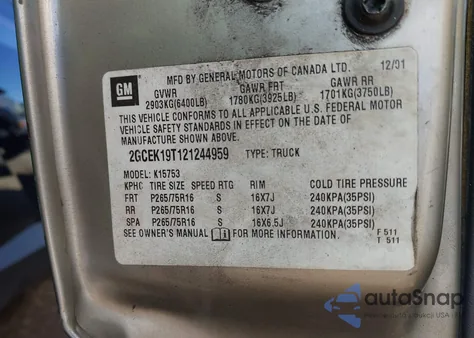 MFD BY GENERAL MOTORS OF CANADA LTD. 12/01
GM GVWR GAWR FRT GAWR RR
2903KG(6400LB) 1780KG(3925LB) 1701KG(3750LB)
THIS VEHICLE CONFORMS TO ALL APPLICABLE U.S. FEDERAL MOTOR
VEHICLE SAFETY STANDARDS IN EFFECT ON THE DATE OF
MANUFACTURE SHOWN ABOVE.
2GCEK19T121244959 TYPE: TRUCK
MODEL: K15753
KPHC TIRE SIZE SPEED RTG RIM COLD TIRE PRESSURE
FRT P265/75R16 S 16X7J 240KPA(35PSI)
RR P265/75R16 S 16X7J 240KPA(35PSI)
SPA P265/75R16 S 16X6.5J 240KPA(35PSI)
SEE OWNER'S MANUAL FOR MORE INFORMATION.
F 511
T 511
autoSnap